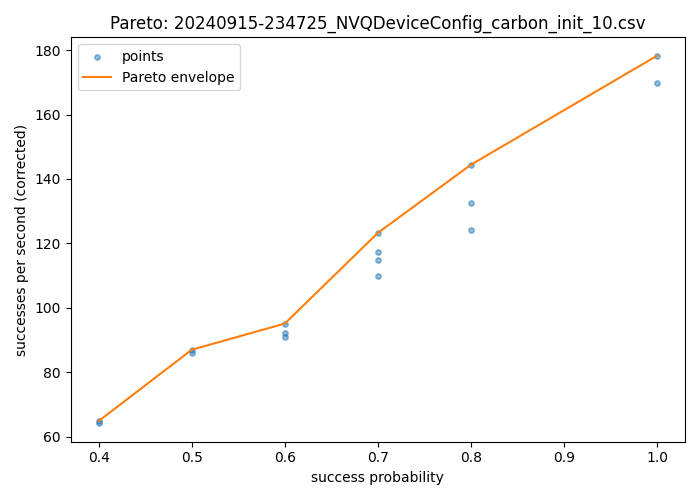 Pareto: 20240915-234725_NVQDeviceConfig_carbon_init_10.csv
points
Pareto envelope
successes per second (corrected)
180
160
140
120
100
80
60
0.4 0.5 0.6 0.7 0.8 0.9 1.0
success probability